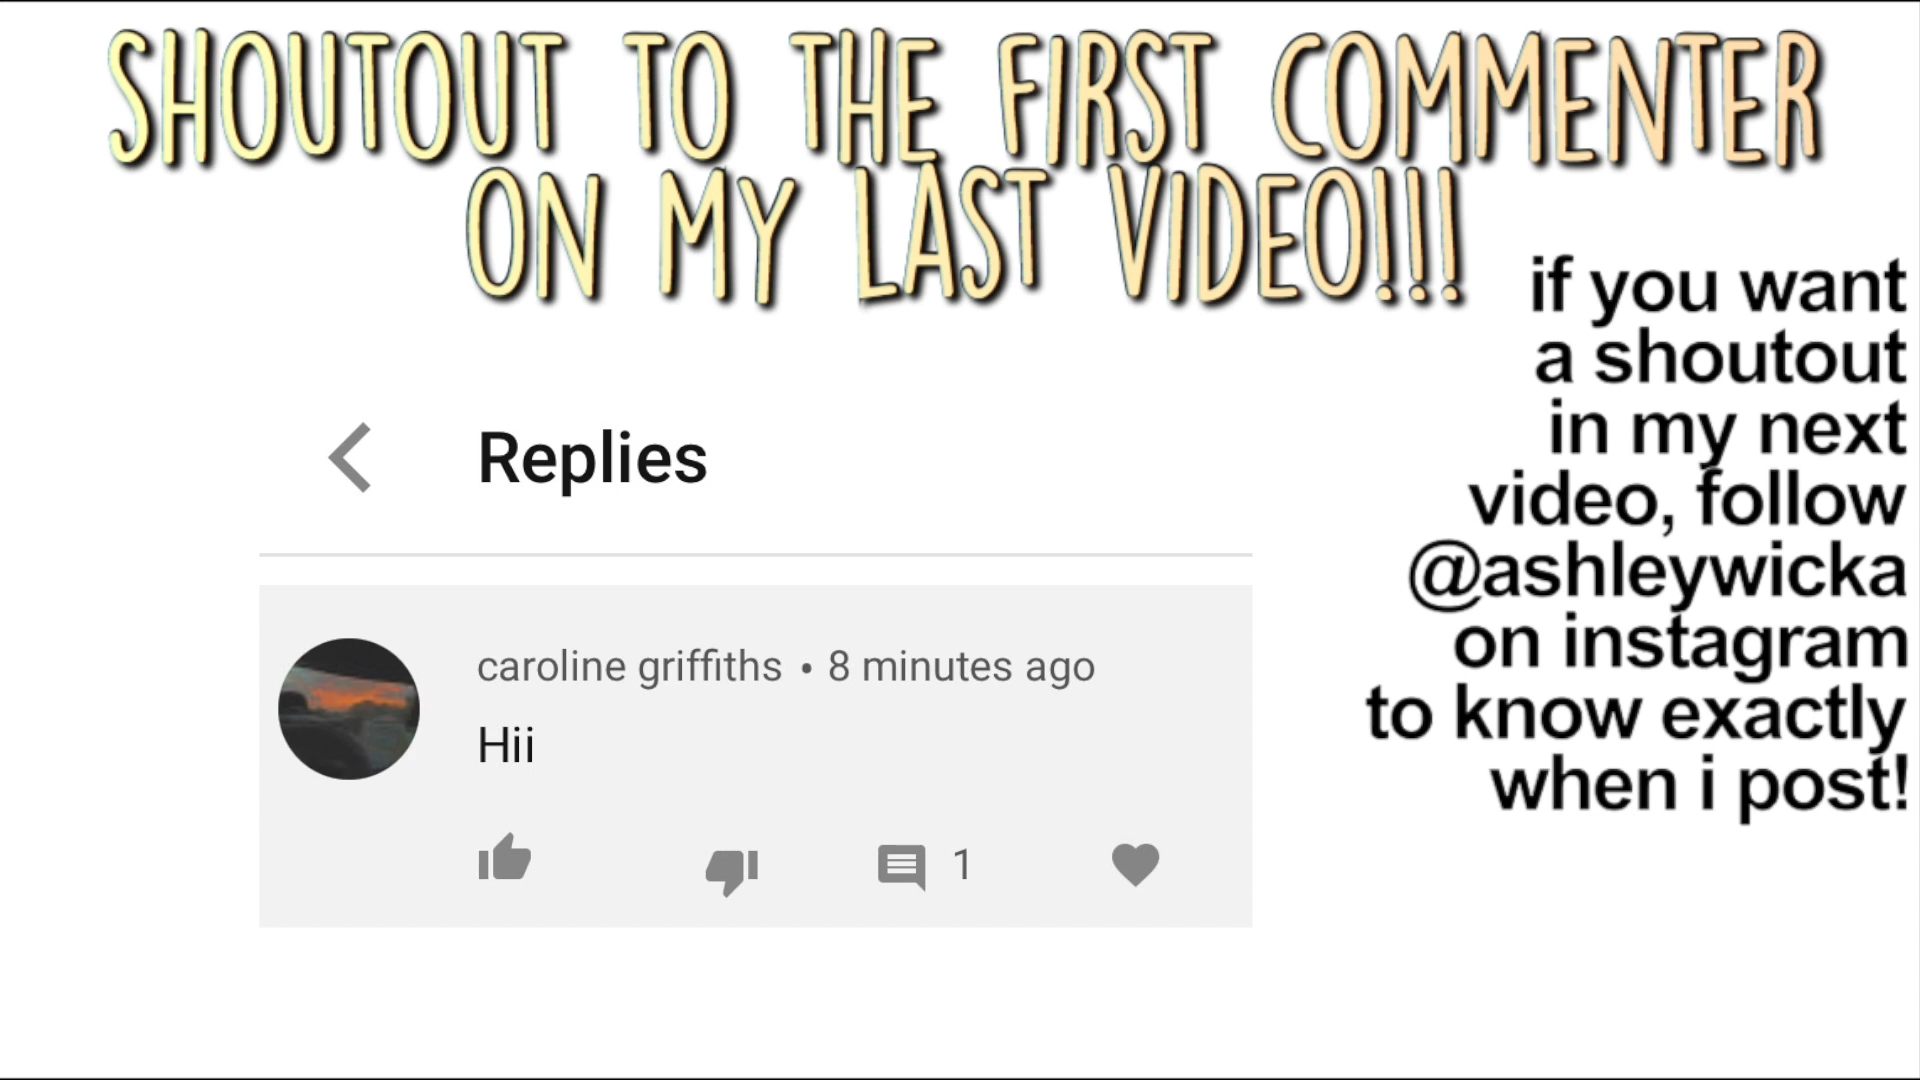 SHOUTOUT TO THE FIRST COMMENTER
ON MY LAST VIDEO!!!
if you want
a shoutout
in my next
video, follow
@ashleywicka
on instagram
to know exactly
when i post!
Replies
caroline griffiths • 8 minutes ago
Hii
1